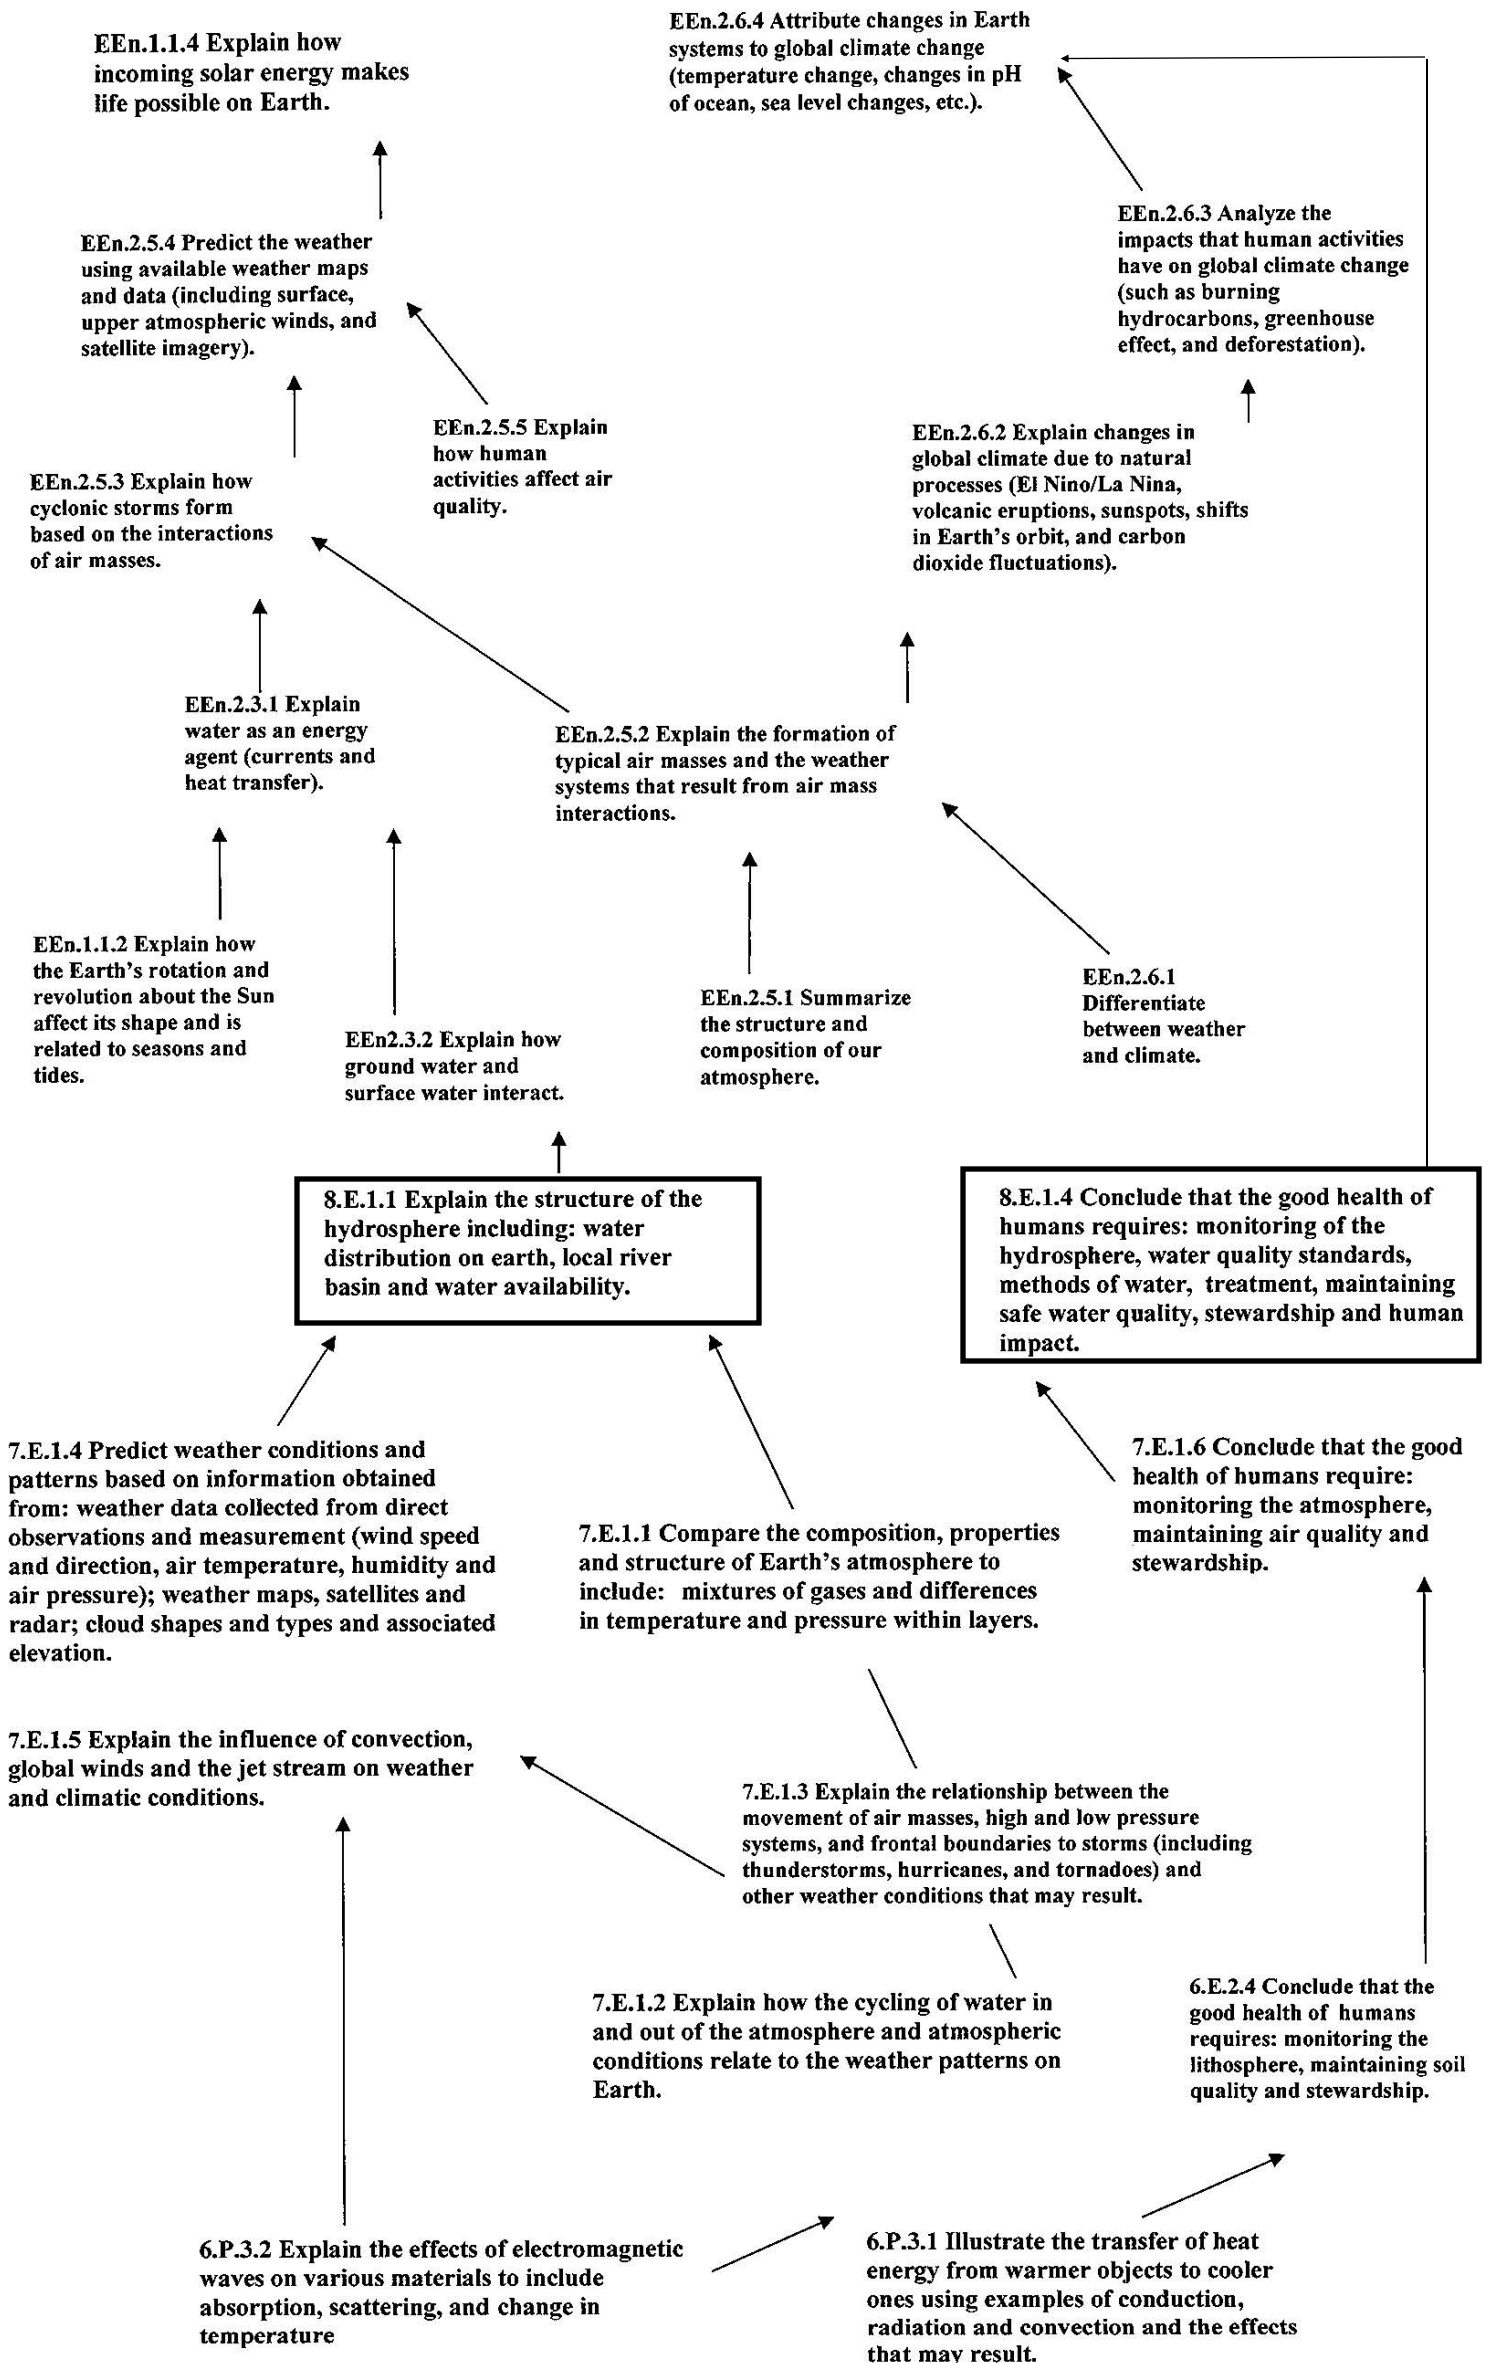 EEn.1.1.4 Explain how
incoming solar energy makes
life possible on Earth.
EEn.2.6.4 Attribute changes in Earth
systems to global climate change
(temperature change, changes in pH
of ocean, sea level changes, etc.).
EEn.2.5.4 Predict the weather
using available weather maps
and data (including surface,
upper atmospheric winds, and
satellite imagery).
EEn.2.6.3 Analyze the
impacts that human activities
have on global climate change
(such as burning
hydrocarbons, greenhouse
effect, and deforestation).
EEn.2.5.5 Explain
how human
activities affect air
quality.
EEn.2.6.2 Explain changes in
global climate due to natural
processes (El Nino/La Nina,
volcanic eruptions, sunspots, shifts
in Earth's orbit, and carbon
dioxide fluctuations).
EEn.2.5.3 Explain how
cyclonic storms form
based on the interactions
of air masses.
EEn.2.3.1 Explain
water as an energy
agent (currents and
heat transfer).
EEn.2.5.2 Explain the formation of
typical air masses and the weather
systems that result from air mass
interactions.
EEn.1.1.2 Explain how
the Earth's rotation and
revolution about the Sun
affect its shape and is
related to seasons and
tides.
EEn2.3.2 Explain how
ground water and
surface water interact.
EEn.2.5.1 Summarize
the structure and
composition of our
atmosphere.
EEn.2.6.1
Differentiate
between weather
and climate.
8.E.1.1 Explain the structure of the
hydrosphere including: water
distribution on earth, local river
basin and water availability.
8.E.1.4 Conclude that the good health of
humans requires: monitoring of the
hydrosphere, water quality standards,
methods of water, treatment, maintaining
safe water quality, stewardship and human
impact.
7.E.1.4 Predict weather conditions and
patterns based on information obtained
from: weather data collected from direct
observations and measurement (wind speed
and direction, air temperature, humidity and
air pressure); weather maps, satellites and
radar; cloud shapes and types and associated
elevation.
7.E.1.1 Compare the composition, properties
and structure of Earth's atmosphere to
include: mixtures of gases and differences
in temperature and pressure within layers.
7.E.1.6 Conclude that the good
health of humans require:
monitoring the atmosphere,
maintaining air quality and
stewardship.
7.E.1.5 Explain the influence of convection,
global winds and the jet stream on weather
and climatic conditions.
7.E.1.3 Explain the relationship between the
movement of air masses, high and low pressure
systems, and frontal boundaries to storms (including
thunderstorms, hurricanes, and tornadoes) and
other weather conditions that may result.
7.E.1.2 Explain how the cycling of water in
and out of the atmosphere and atmospheric
conditions relate to the weather patterns on
Earth.
6.E.2.4 Conclude that the
good health of humans
requires: monitoring the
lithosphere, maintaining soil
quality and stewardship.
6.P.3.2 Explain the effects of electromagnetic
waves on various materials to include
absorption, scattering, and change in
temperature
6.P.3.1 Illustrate the transfer of heat
energy from warmer objects to cooler
ones using examples of conduction,
radiation and convection and the effects
that may result.